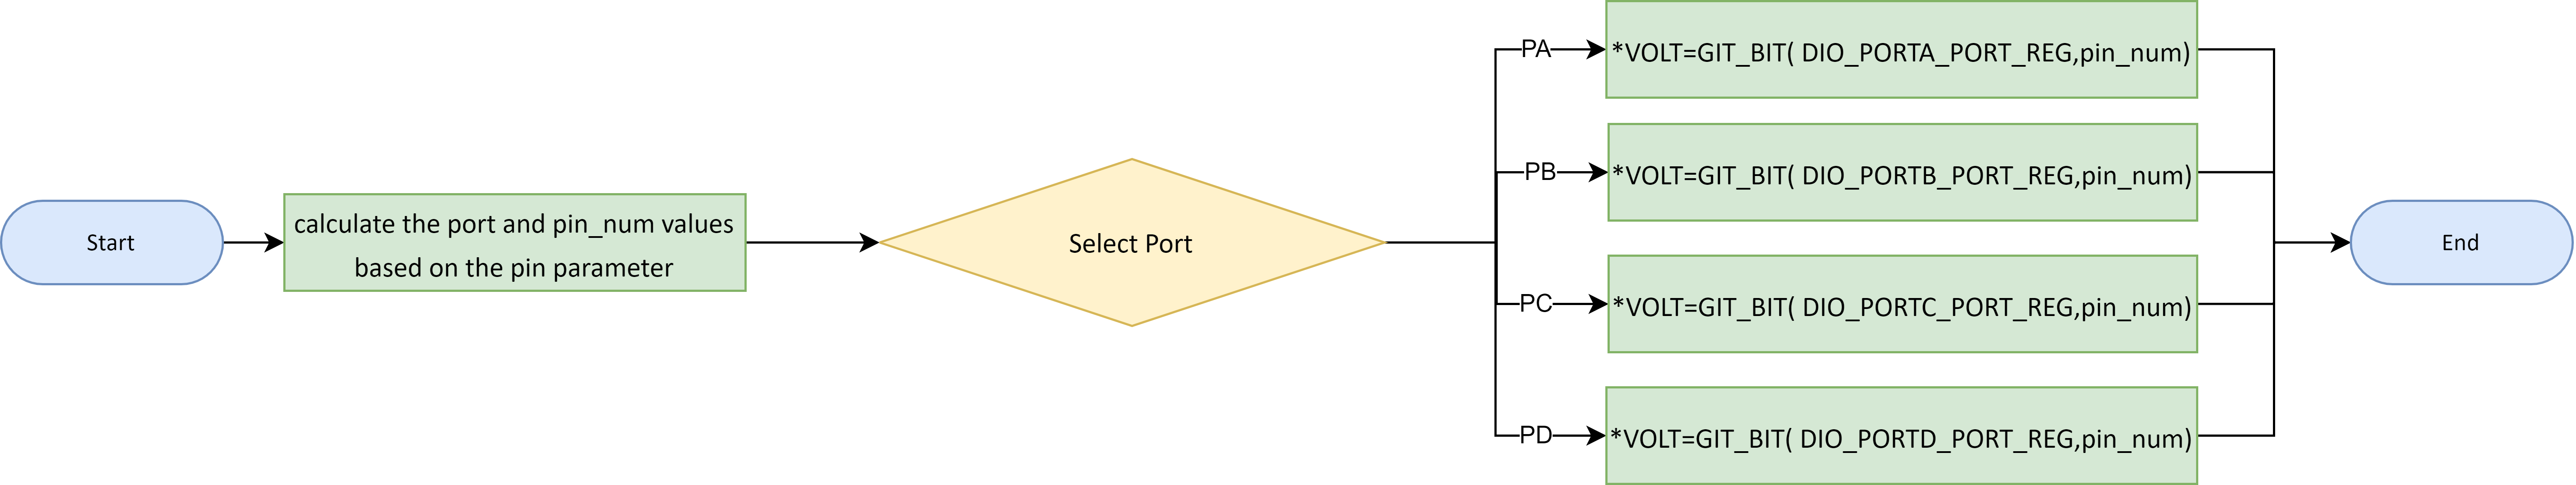 Start
calculate the port and pin_num values
based on the pin parameter
Select Port
PA
*VOLT=GIT_BIT( DIO_PORTA_PORT_REG,pin_num)
PB
*VOLT=GIT_BIT( DIO_PORTB_PORT_REG,pin_num)
PC
*VOLT=GIT_BIT( DIO_PORTC_PORT_REG,pin_num)
PD
*VOLT=GIT_BIT( DIO_PORTD_PORT_REG,pin_num)
End